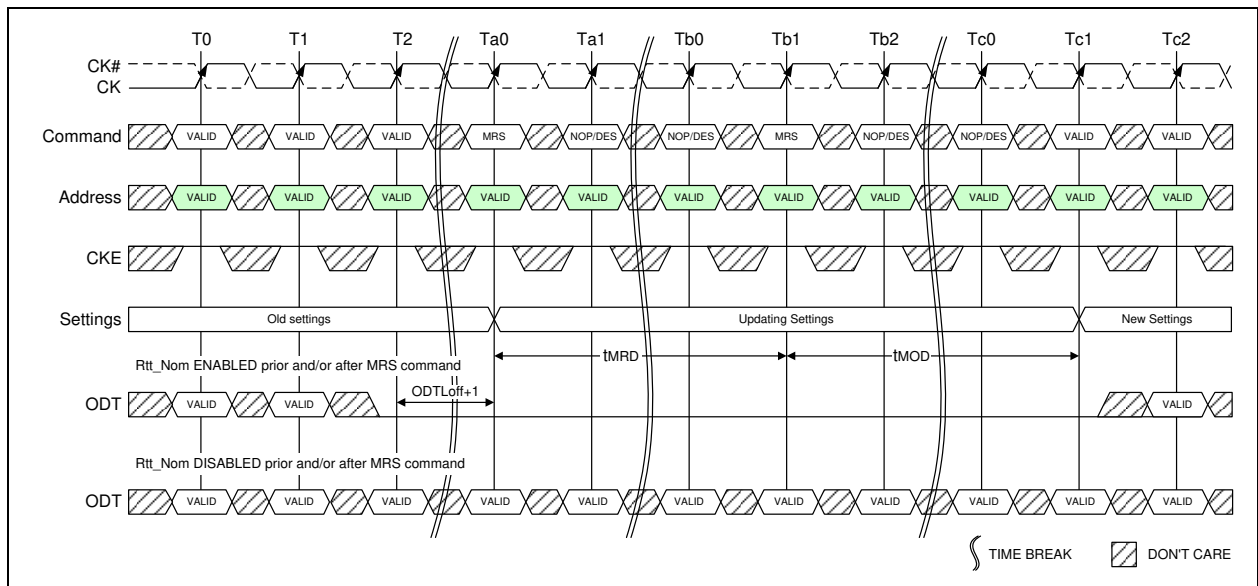 T0 T1 T2 Ta0 Ta1 Tb0 Tb1 Tb2 Tc0 Tc1 Tc2
CK#
CK
Command VALID VALID VALID MRS NOP/DES NOP/DES MRS NOP/DES NOP/DES VALID VALID
Address VALID VALID VALID VALID VALID VALID VALID VALID VALID VALID VALID
CKE
Settings Old settings Updating Settings New Settings
tMRD tMOD
Rtt_Nom ENABLED prior and/or after MRS command
ODTLoff+1
ODT VALID VALID VALID
Rtt_Nom DISABLED prior and/or after MRS command
ODT VALID VALID VALID VALID VALID VALID VALID VALID VALID VALID VALID
TIME BREAK DON'T CARE